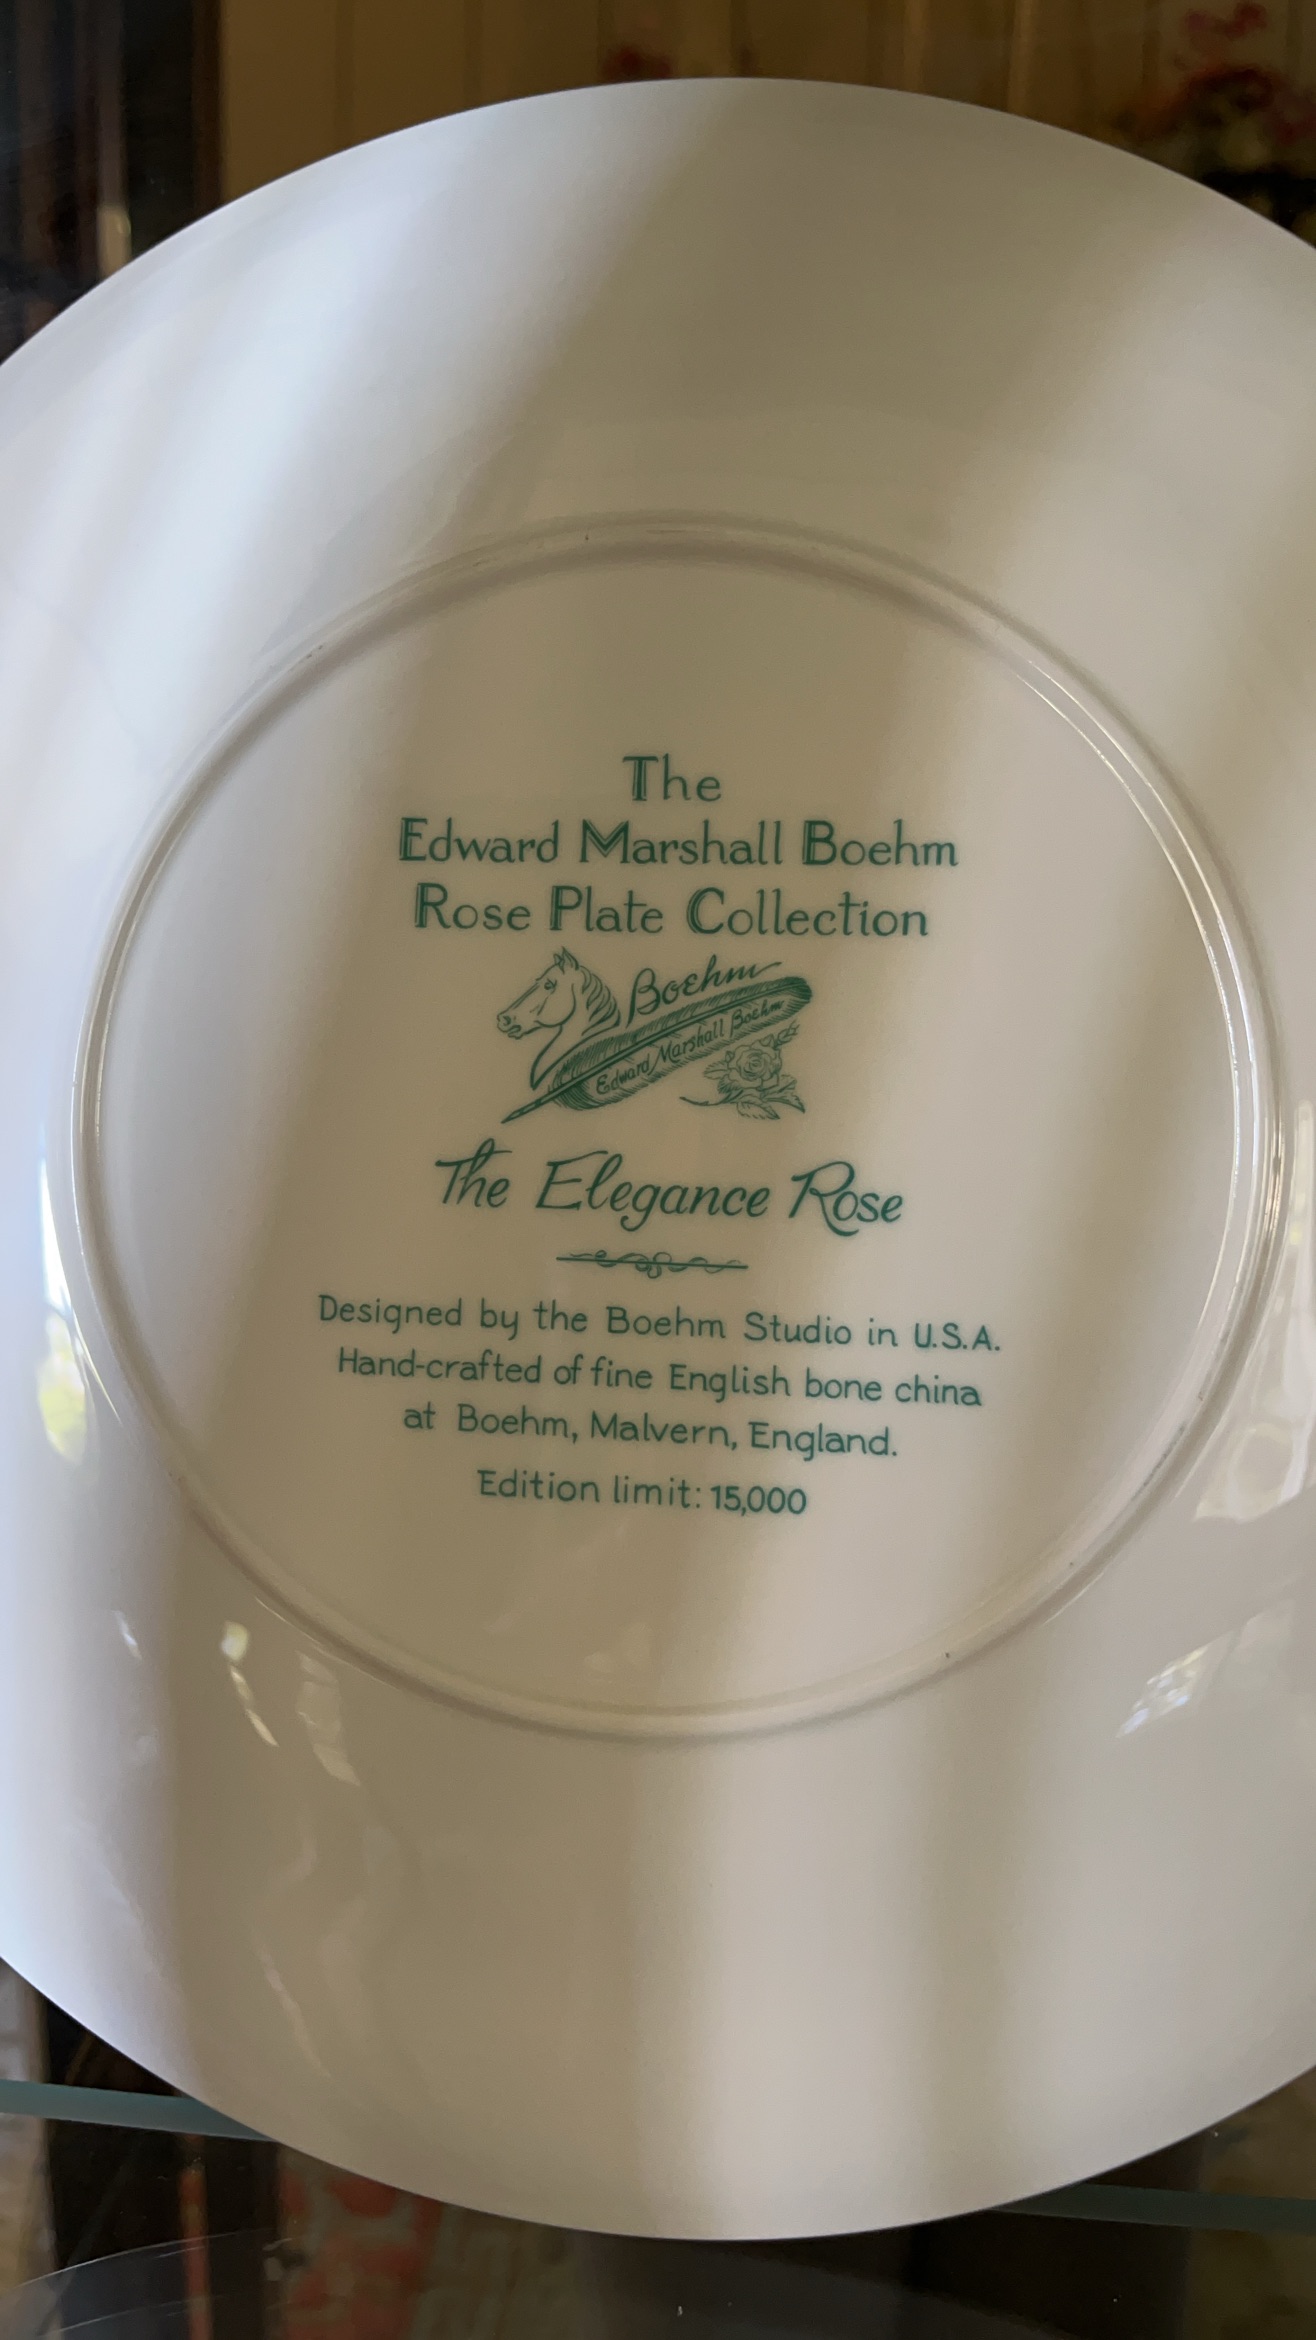 The
Edward Marshall Boehm
Rose Plate Collection
Boehm
Edward Marshall Boehm
The Elegance Rose
Designed by the Boehm Studio in U.S.A.
Hand-crafted of fine English bone china
at Boehm, Malvern, England.
Edition limit: 15,000